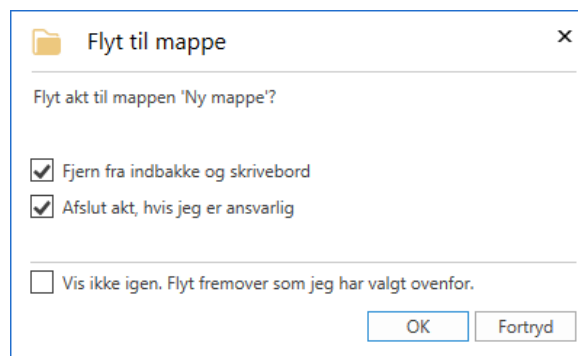 Flyt til mappe
Flyt akt til mappen 'Ny mappe'?
Fjern fra indbakke og skrivebord
Afslut akt, hvis jeg er ansvarlig
Vis ikke igen. Flyt fremover som jeg har valgt ovenfor.
OK Fortryd